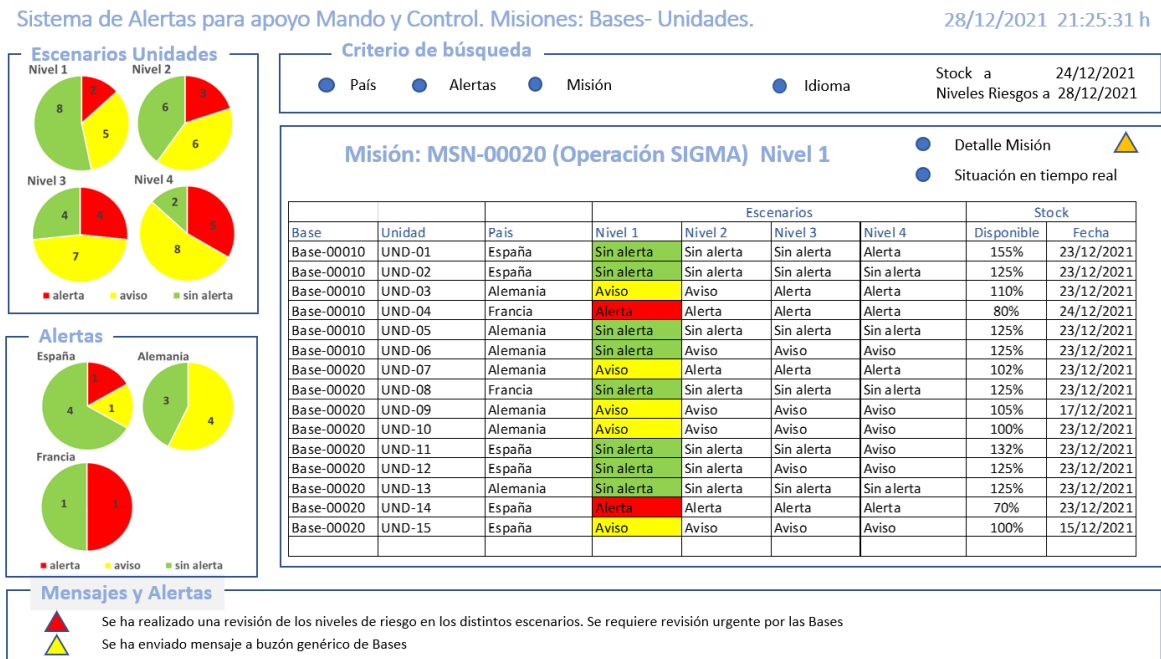 Sistema de Alertas para apoyo Mando y Control. Misiones: Bases- Unidades.
28/12/2021 21:25:31 h
Escenarios Unidades
Nivel 1
Nivel 2
2
5
8
3
6
6
Nivel 3
Nivel 4
4
7
4
5
8
2
alerta aviso sin alerta
Alertas
España
Alemania
1
1
4
4
3
Francia
1
1
alerta aviso sin alerta
Criterio de búsqueda
País Alertas Misión Idioma
Stock a 24/12/2021
Niveles Riesgos a 28/12/2021
Misión: MSN-00020 (Operación SIGMA) Nivel 1
Detalle Misión
Situación en tiempo real
Escenarios Stock
Base Unidad Pais Nivel 1 Nivel 2 Nivel 3 Nivel 4 Disponible Fecha
Base-00010 UND-01 España Sin alerta Sin alerta Sin alerta Alerta 155% 23/12/2021
Base-00010 UND-02 España Sin alerta Sin alerta Sin alerta Sin alerta 125% 23/12/2021
Base-00010 UND-03 Alemania Aviso Aviso Alerta Alerta 110% 23/12/2021
Base-00010 UND-04 Francia Alerta Alerta Alerta Alerta 80% 24/12/2021
Base-00010 UND-05 Alemania Sin alerta Sin alerta Sin alerta Sin alerta 125% 23/12/2021
Base-00010 UND-06 Alemania Sin alerta Aviso Aviso Aviso 125% 23/12/2021
Base-00020 UND-07 Alemania Aviso Alerta Alerta Alerta 102% 23/12/2021
Base-00020 UND-08 Francia Sin alerta Sin alerta Sin alerta Sin alerta 125% 23/12/2021
Base-00020 UND-09 Alemania Aviso Aviso Aviso Aviso 105% 17/12/2021
Base-00020 UND-10 Alemania Aviso Aviso Aviso Aviso 100% 23/12/2021
Base-00020 UND-11 España Sin alerta Sin alerta Sin alerta Aviso 132% 23/12/2021
Base-00020 UND-12 España Sin alerta Sin alerta Aviso Aviso 125% 23/12/2021
Base-00020 UND-13 Alemania Sin alerta Sin alerta Sin alerta Sin alerta 125% 23/12/2021
Base-00020 UND-14 España Alerta Alerta Alerta Alerta 70% 23/12/2021
Base-00020 UND-15 España Aviso Aviso Aviso Aviso 100% 15/12/2021
Mensajes y Alertas
Se ha realizado una revisión de los niveles de riesgo en los distintos escenarios. Se requiere revisión urgente por las Bases
Se ha enviado mensaje a buzón genérico de Bases